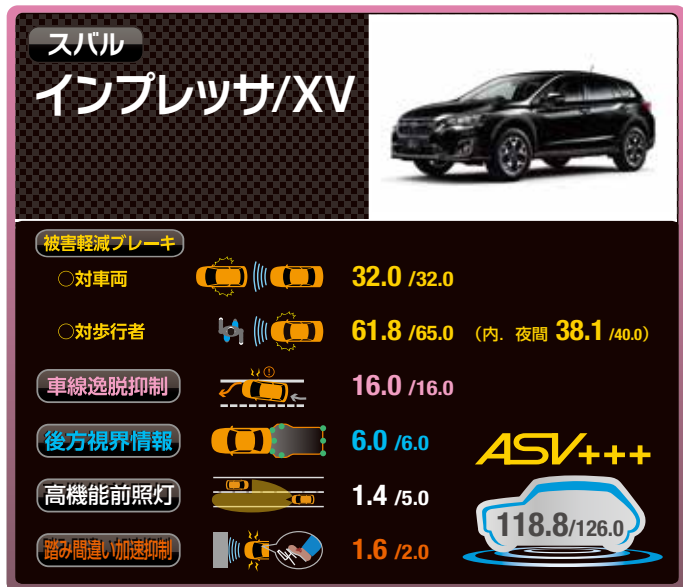 スバル
インプレッサ/XV
被害軽減ブレーキ
○対車両 32.0 /32.0
○対歩行者 61.8 /65.0 (内. 夜間 38.1 /40.0)
車線逸脱抑制 16.0 /16.0
後方視界情報 6.0 /6.0
高機能前照灯 1.4 /5.0
踏み間違い加速抑制 1.6 /2.0
ASV+++
118.8/126.0